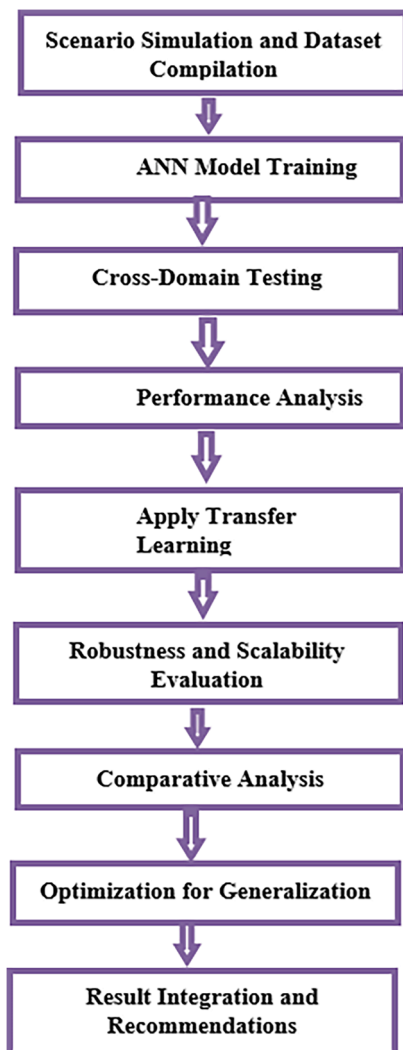 Scenario Simulation and Dataset
Compilation
ANN Model Training
Cross-Domain Testing
Performance Analysis
Apply Transfer
Learning
Robustness and Scalability
Evaluation
Comparative Analysis
Optimization for Generalization
Result Integration and
Recommendations